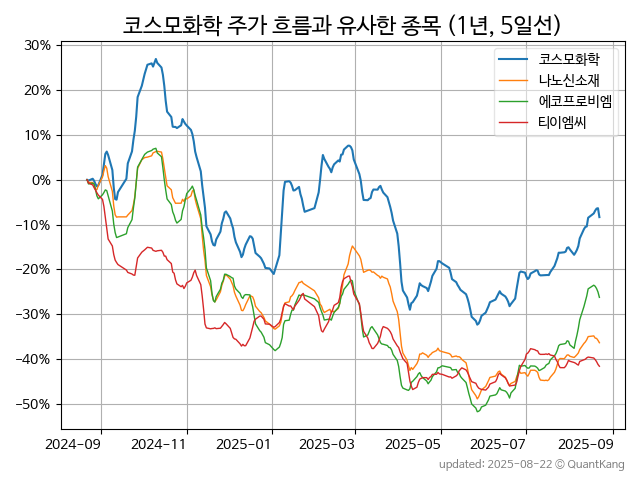 코스모화학 주가 흐름과 유사한 종목 (1년, 5일선)
30%
20%
10%
0%
−10%
−20%
−30%
−40%
−50%
코스모화학
나노신소재
에코프로비엠
티이엠씨
2024-09 2024-11 2025-01 2025-03 2025-05 2025-07 2025-09
updated: 2025-08-22 © QuantKang